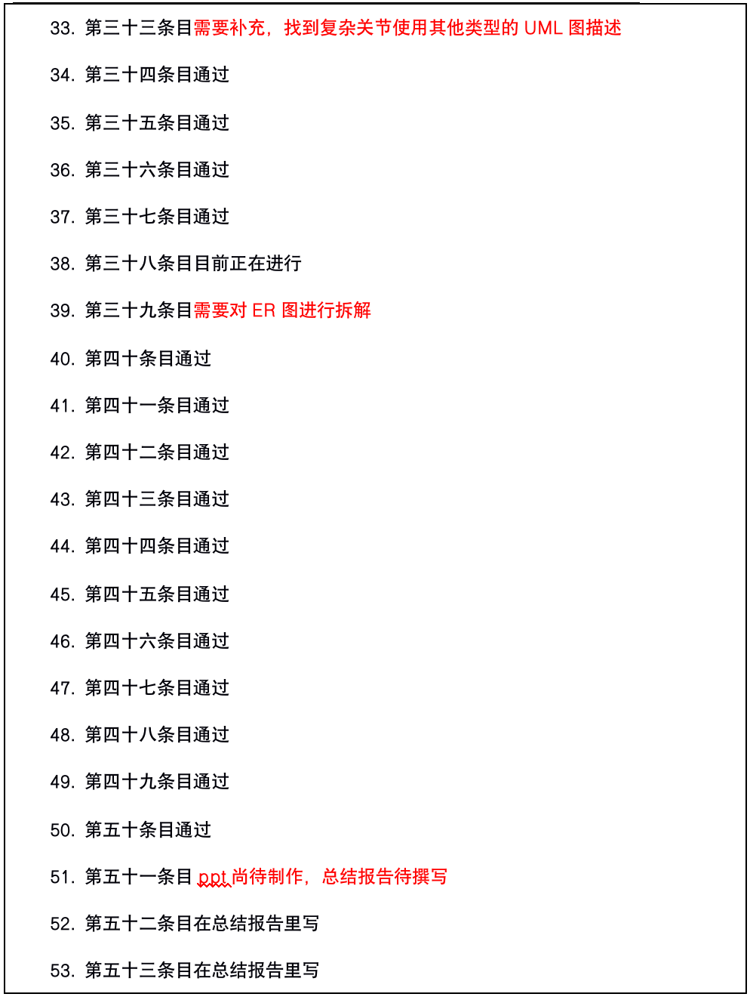 33. 第三十三条目需要补充，找到复杂关节使用其他类型的 UML 图描述
34. 第三十四条目通过
35. 第三十五条目通过
36. 第三十六条目通过
37. 第三十七条目通过
38. 第三十八条目目前正在进行
39. 第三十九条目需要对 ER 图进行拆解
40. 第四十条目通过
41. 第四十一条目通过
42. 第四十二条目通过
43. 第四十三条目通过
44. 第四十四条目通过
45. 第四十五条目通过
46. 第四十六条目通过
47. 第四十七条目通过
48. 第四十八条目通过
49. 第四十九条目通过
50. 第五十条目通过
51. 第五十一条目 ppt 尚待制作，总结报告待撰写
52. 第五十二条目在总结报告里写
53. 第五十三条目在总结报告里写